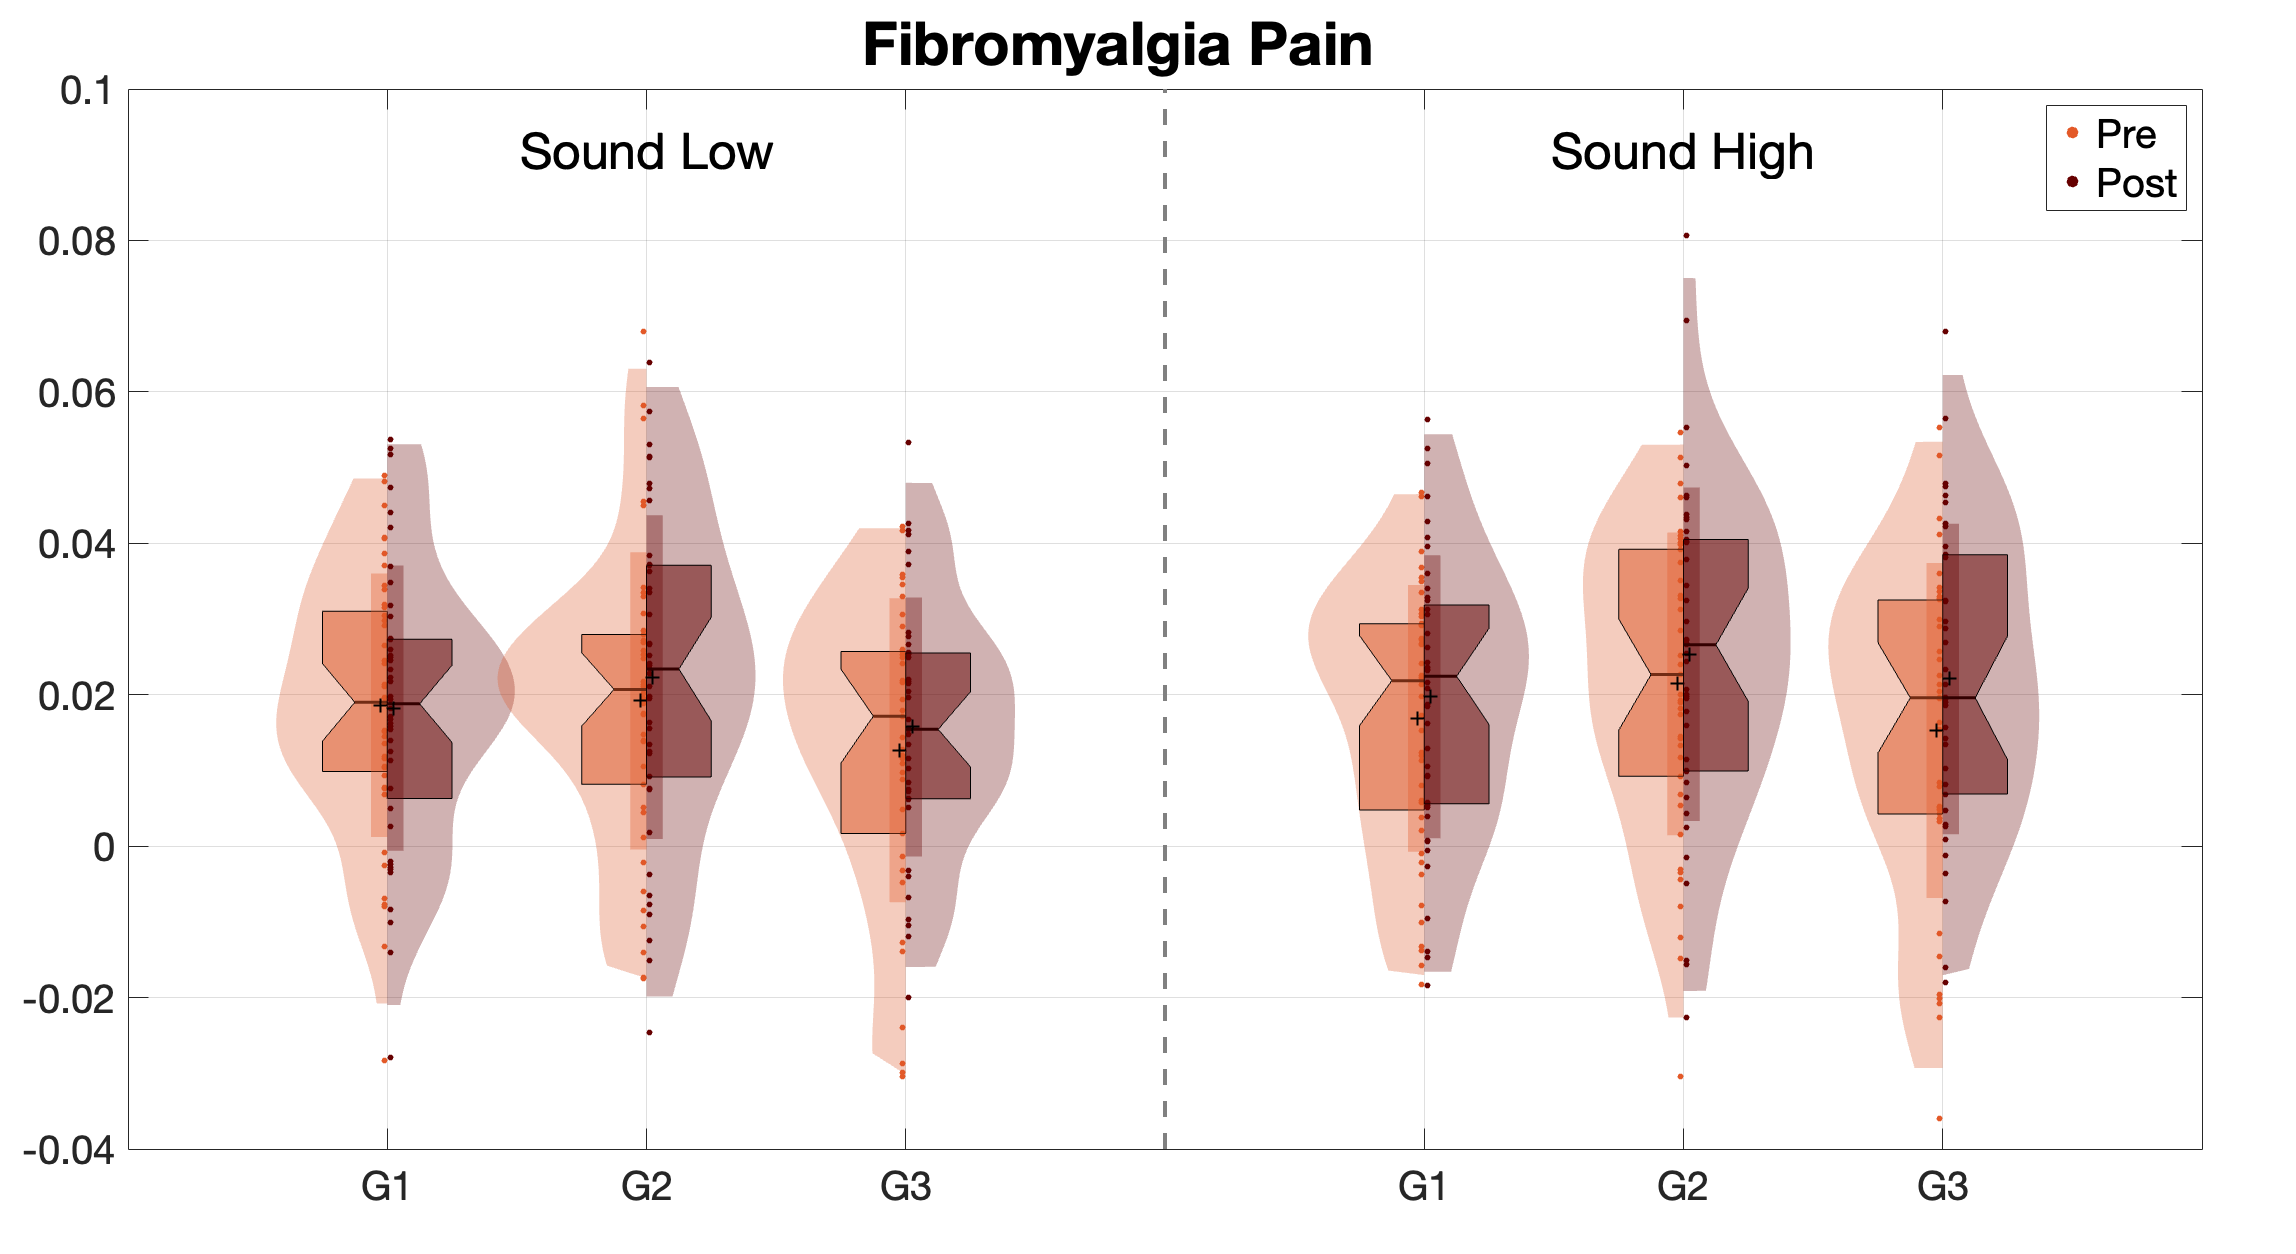 Fibromyalgia Pain
Sound Low
Sound High
Pre
Post
0.1
0.08
0.06
0.04
0.02
0
-0.02
-0.04
G1 G2 G3 G1 G2 G3